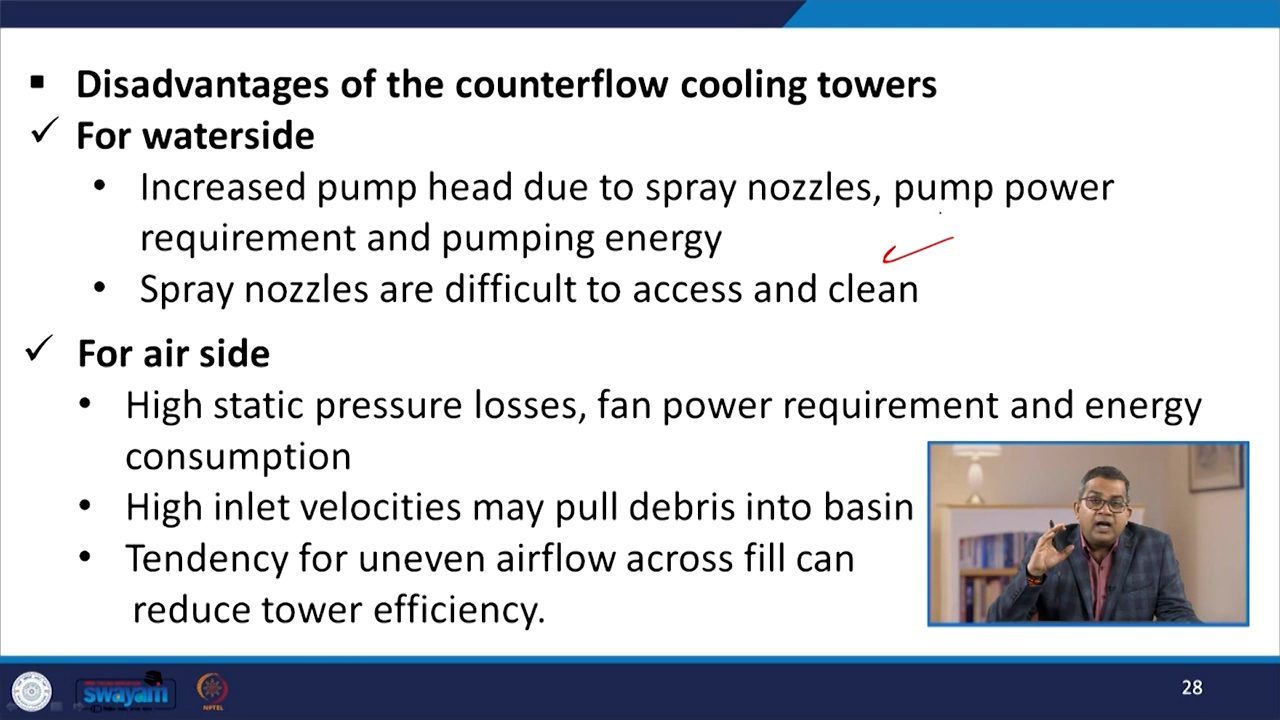 ▪ Disadvantages of the counterflow cooling towers
✓ For waterside
• Increased pump head due to spray nozzles, pump power
requirement and pumping energy
• Spray nozzles are difficult to access and clean
✓ For air side
• High static pressure losses, fan power requirement and energy
consumption
• High inlet velocities may pull debris into basin
• Tendency for uneven airflow across fill can
reduce tower efficiency.
swayam
NPTEL
28